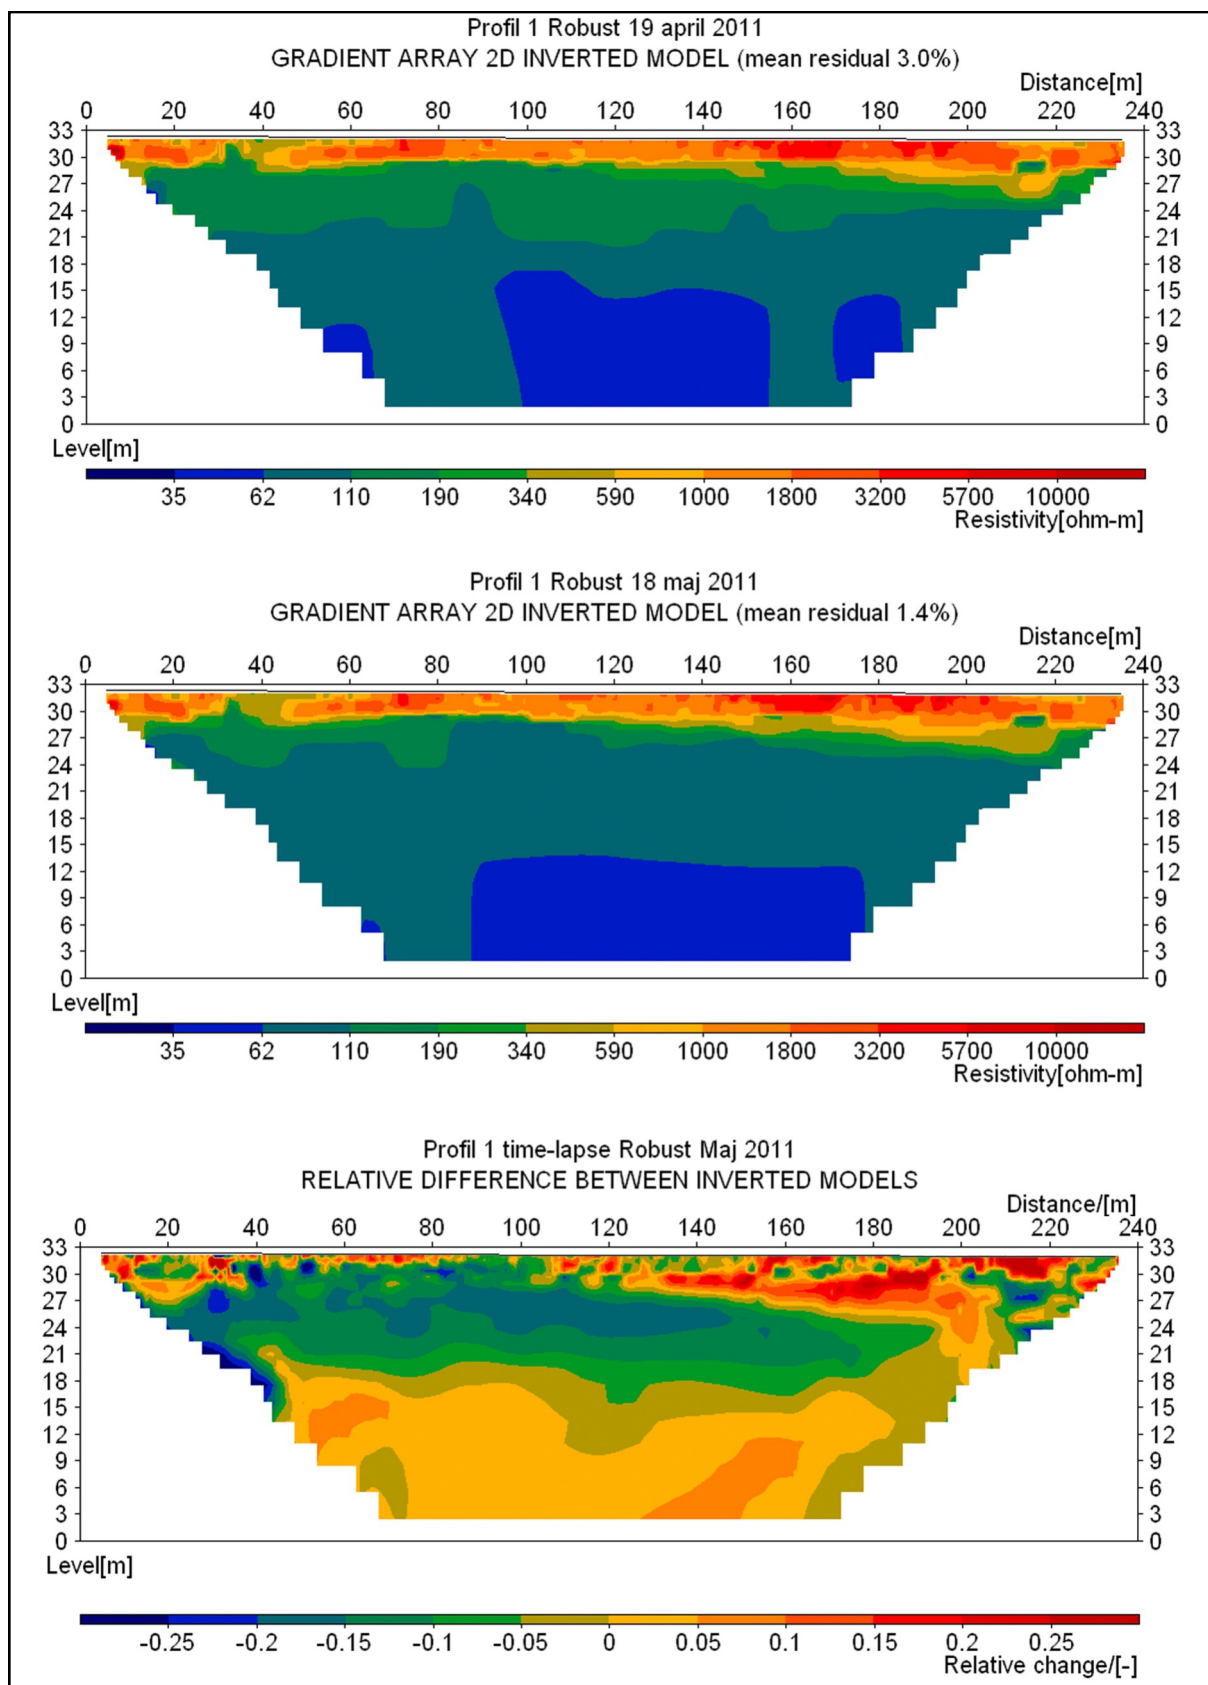 Profil 1 Robust 19 april 2011
GRADIENT ARRAY 2D INVERTED MODEL (mean residual 3.0%)
Distance[m]
0 20 40 60 80 100 120 140 160 180 200 220 240
33 33
30 30
27 27
24 24
21 21
18 18
15 15
12 12
9 9
6 6
3 3
0 0
Level[m]
35 62 110 190 340 590 1000 1800 3200 5700 10000
Resistivity[ohm-m]
Profil 1 Robust 18 maj 2011
GRADIENT ARRAY 2D INVERTED MODEL (mean residual 1.4%)
Distance[m]
0 20 40 60 80 100 120 140 160 180 200 220 240
33 33
30 30
27 27
24 24
21 21
18 18
15 15
12 12
9 9
6 6
3 3
0 0
Level[m]
35 62 110 190 340 590 1000 1800 3200 5700 10000
Resistivity[ohm-m]
Profil 1 time-lapse Robust Maj 2011
RELATIVE DIFFERENCE BETWEEN INVERTED MODELS
Distance/[m]
0 20 40 60 80 100 120 140 160 180 200 220 240
33 33
30 30
27 27
24 24
21 21
18 18
15 15
12 12
9 9
6 6
3 3
0 0
Level[m]
-0.25 -0.2 -0.15 -0.1 -0.05 0 0.05 0.1 0.15 0.2 0.25
Relative change/[-]